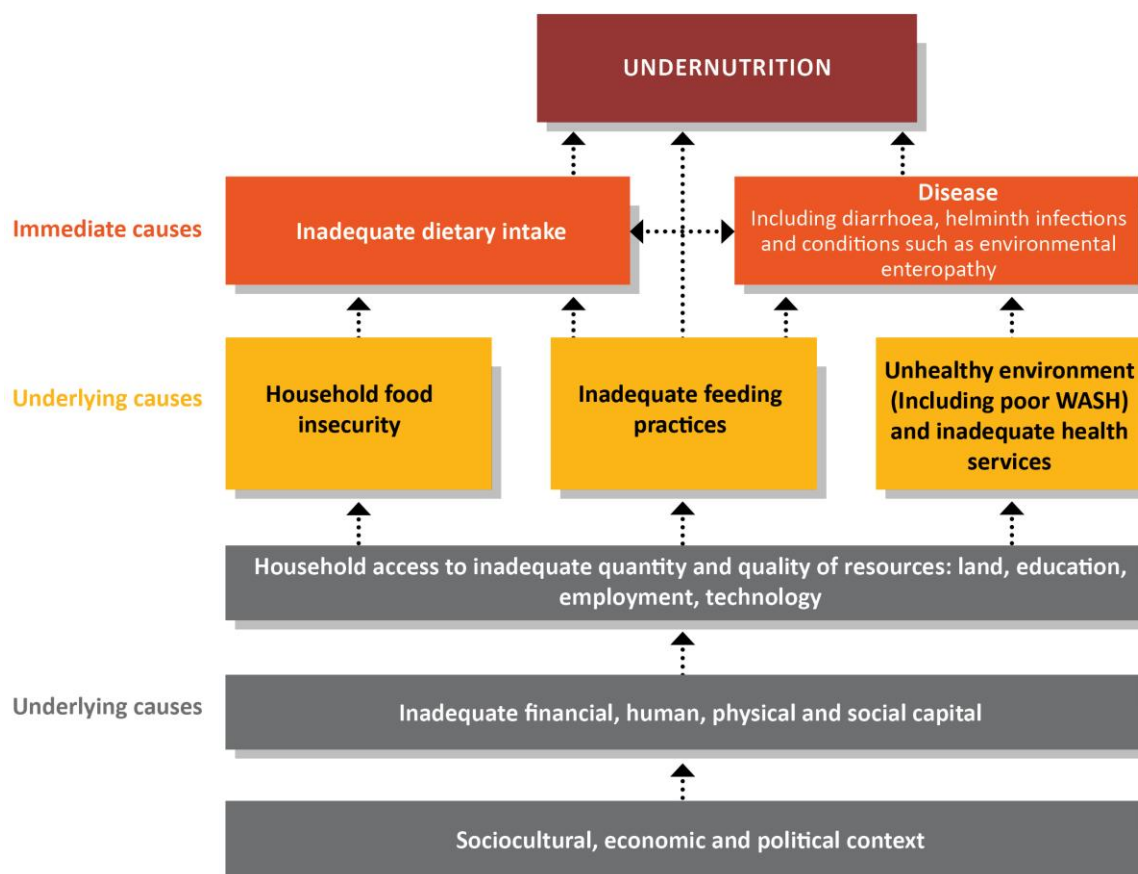 UNDERNUTRITION
Immediate causes
Inadequate dietary intake
Disease
Including diarrhoea, helminth infections
and conditions such as environmental
enteropathy
Underlying causes
Household food
insecurity
Inadequate feeding
practices
Unhealthy environment
(Including poor WASH)
and inadequate health
services
Household access to inadequate quantity and quality of resources: land, education,
employment, technology
Underlying causes
Inadequate financial, human, physical and social capital
Sociocultural, economic and political context